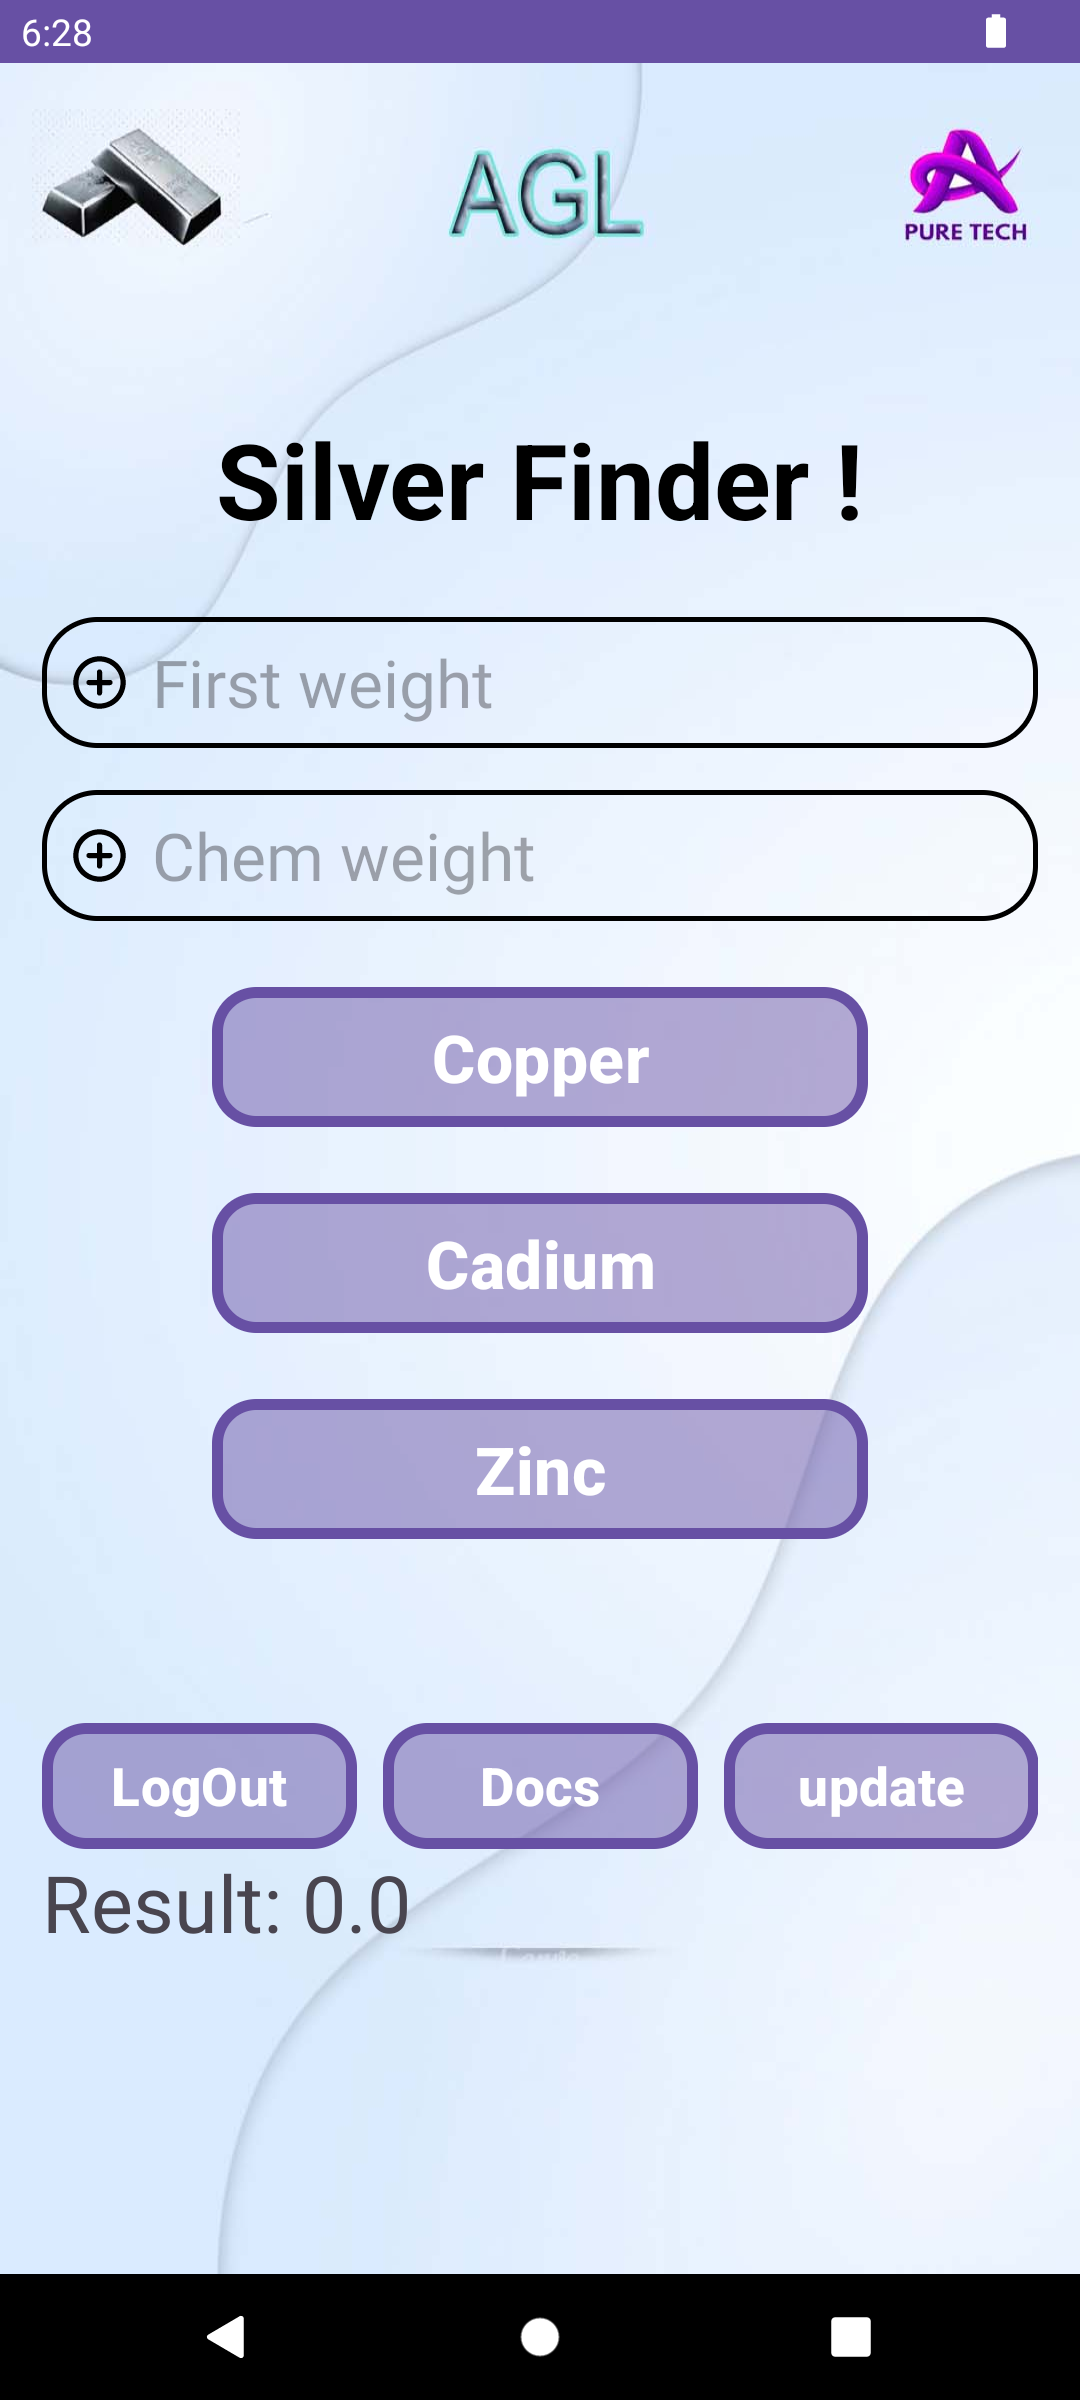 6:28
AGL
PURE TECH
Silver Finder !
First weight
Chem weight
Copper
Cadium
Zinc
LogOut
Docs
update
Result: 0.0